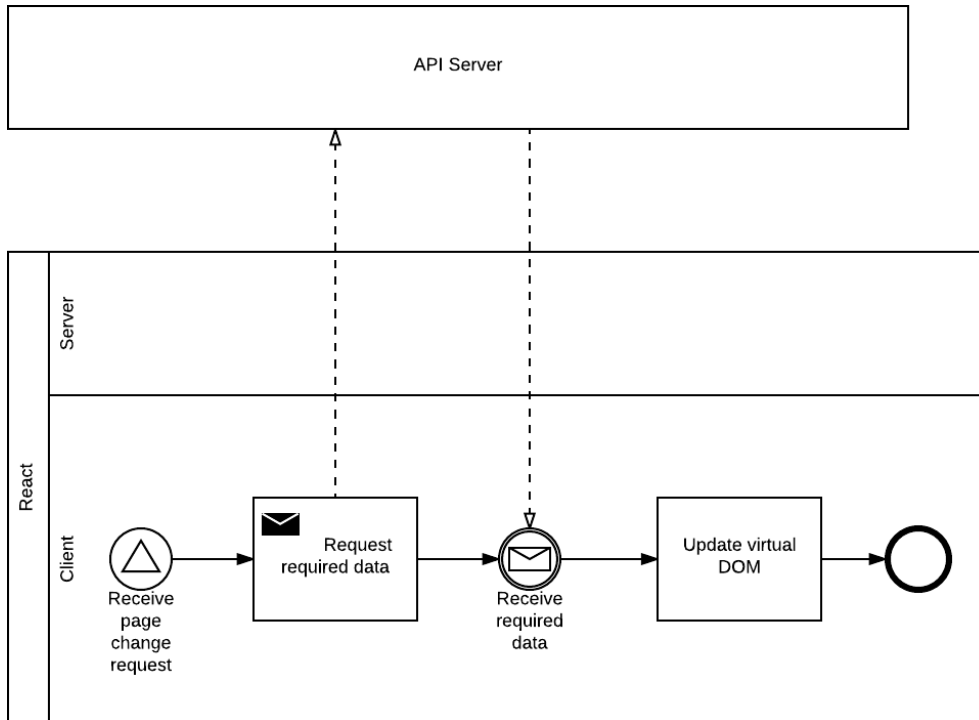 API Server
React
Server
Client
Receive
page
change
request
Request
required data
Receive
required
data
Update virtual
DOM